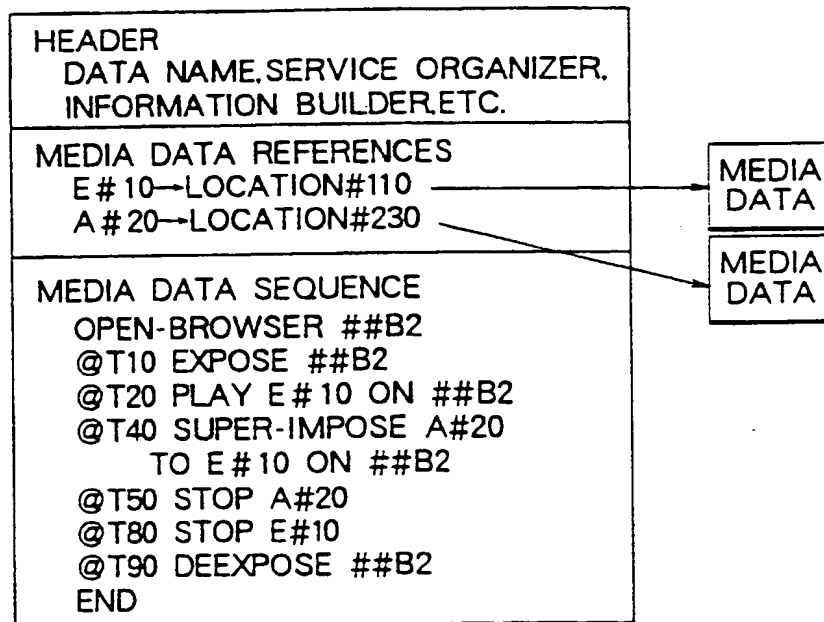 HEADER
DATA NAME,SERVICE ORGANIZER,
INFORMATION BUILDER,ETC.
MEDIA DATA REFERENCES
E#10→LOCATION#110
A#20→LOCATION#230
MEDIA DATA SEQUENCE
OPEN-BROWSER ##B2
@T10 EXPOSE ##B2
@T20 PLAY E#10 ON ##B2
@T40 SUPER-IMPOSE A#20
TO E#10 ON ##B2
@T50 STOP A#20
@T80 STOP E#10
@T90 DEEXPOSE ##B2
END
MEDIA
DATA
MEDIA
DATA